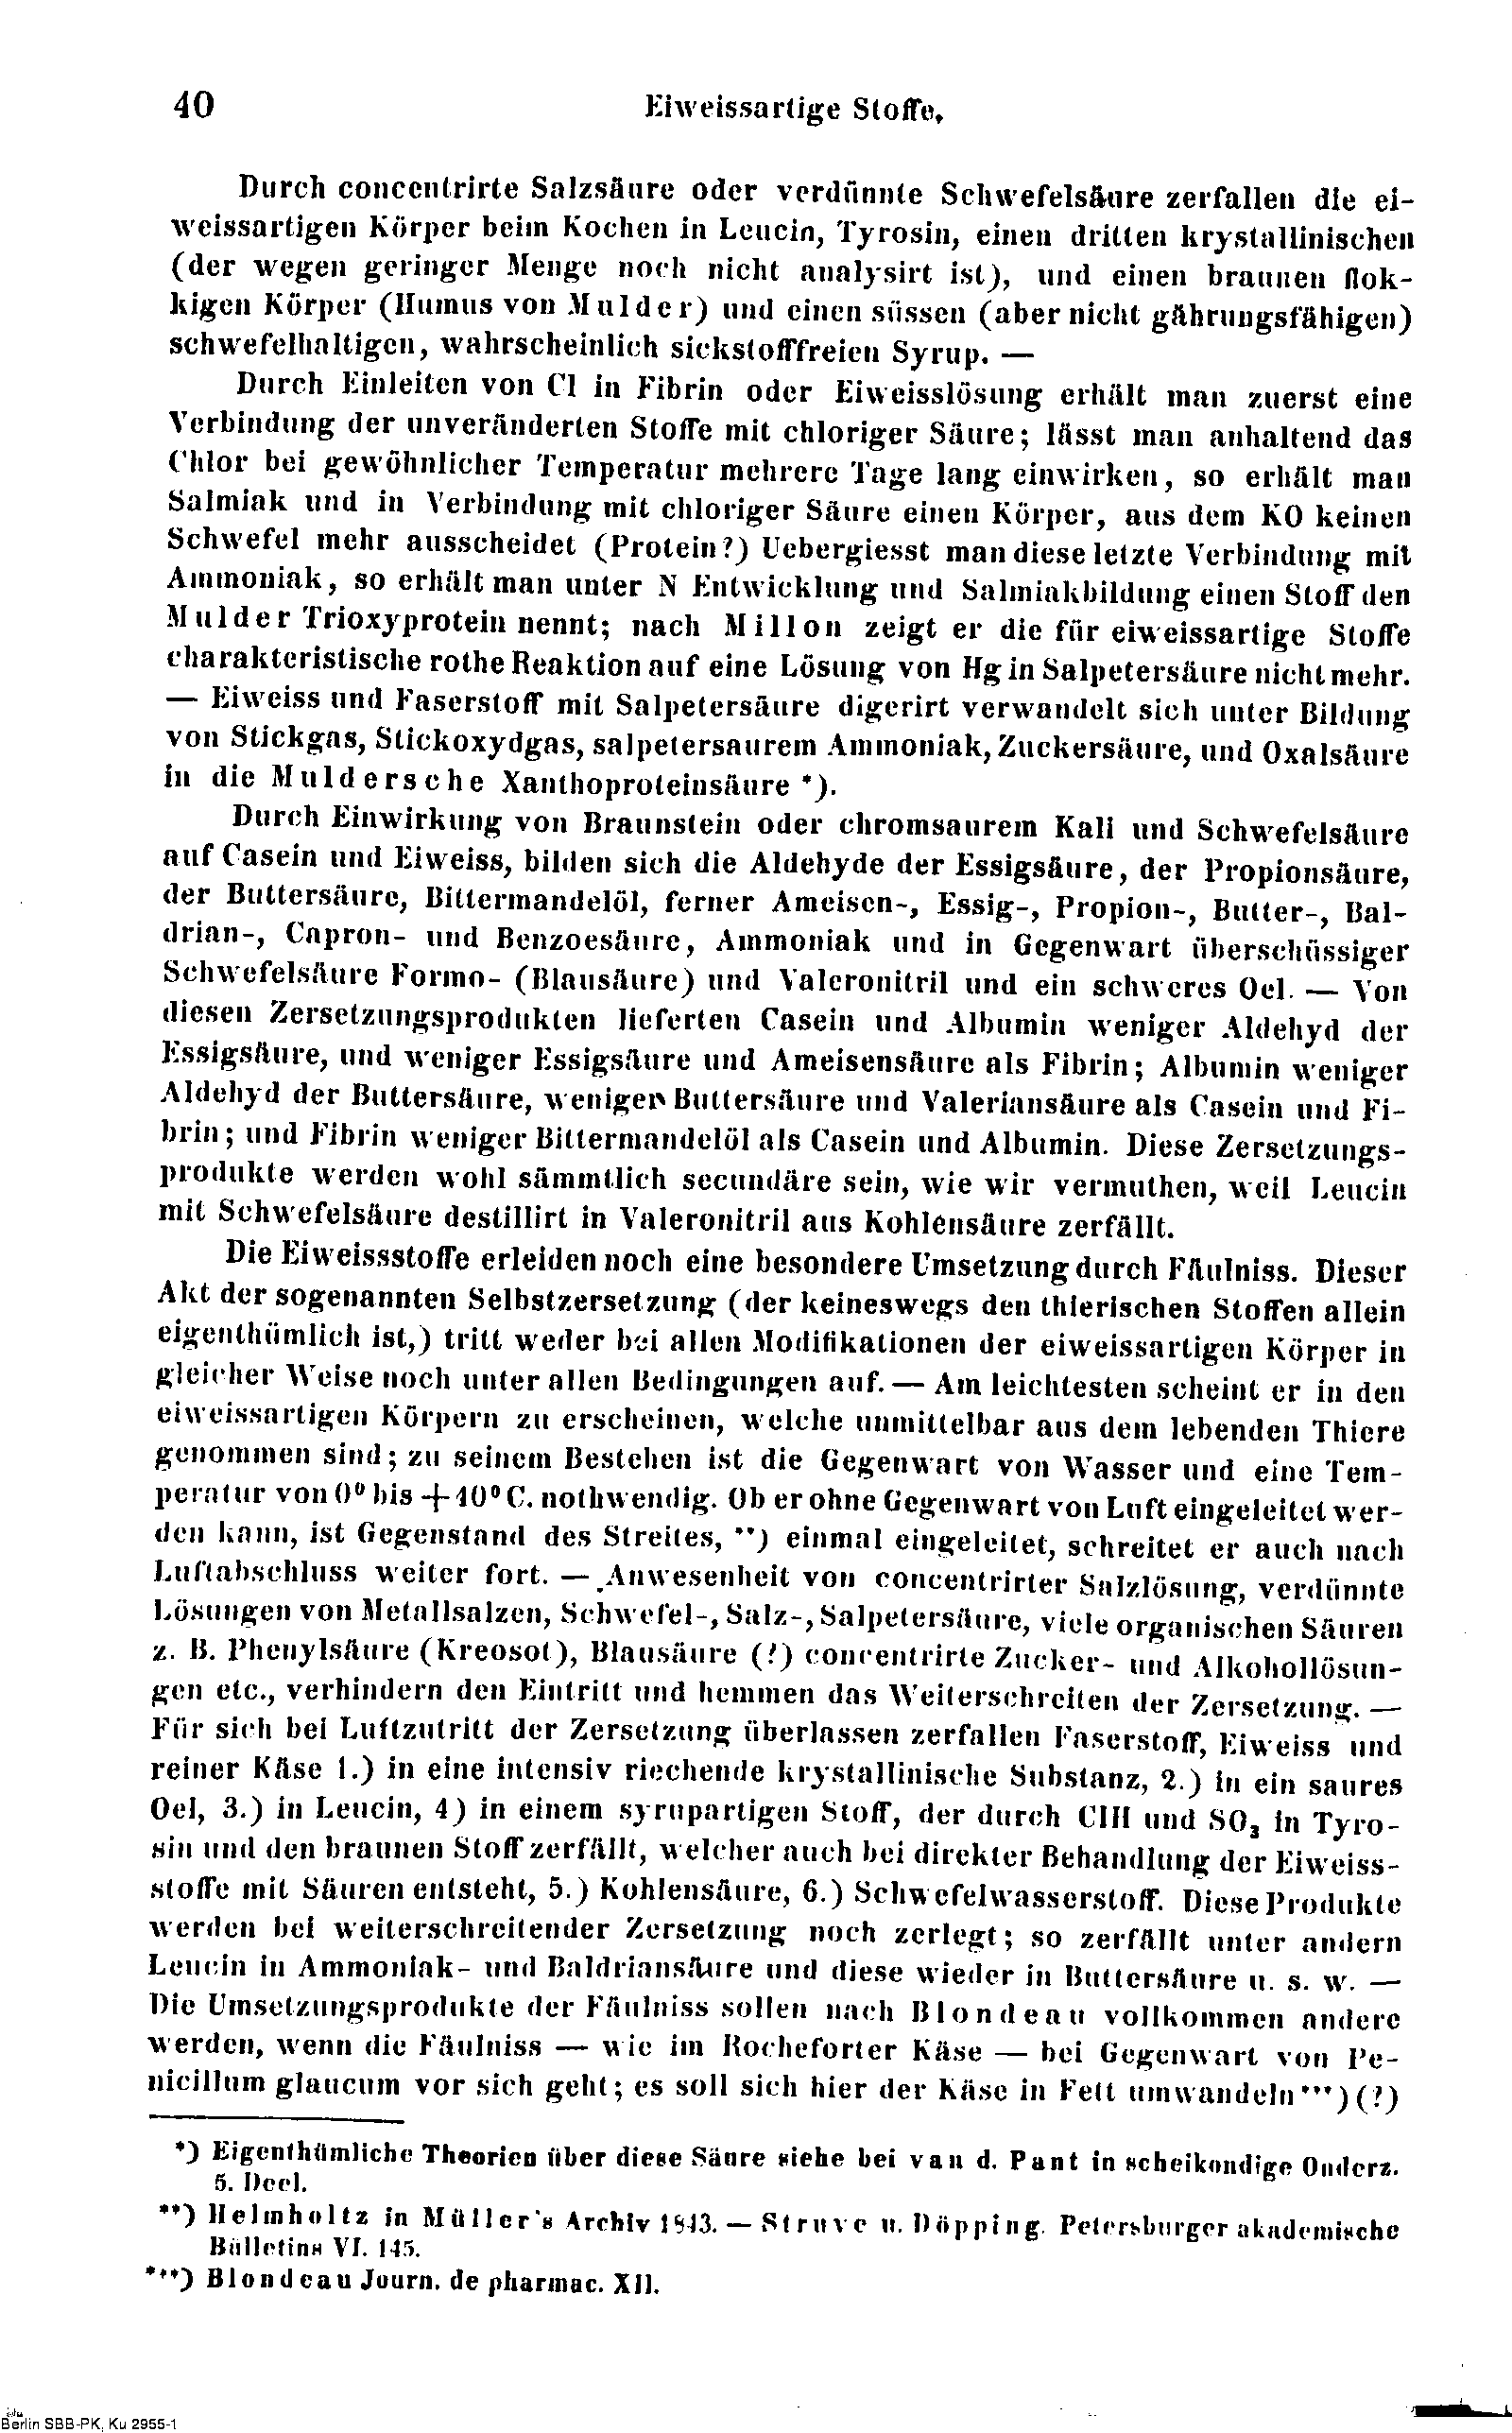 40
Eiweissartige Stoffe.
Durch concentrirte Salzsäure oder verdünnte Schwefelsäure zerfallen die ei-
weissartigen Körper beim Kochen in Leucin, Tyrosin, einen dritten krystallinischen
(der wegen geringer Menge noch nicht analysirt ist), und einen braunen flok-
kigen Körper (Humus von Mulder) und einen süssen (aber nicht gährungsfähigen)
schwefelhaltigen, wahrscheinlich sickstofffreien Syrup. —
Durch Einleiten von Cl in Fibrin oder Eiweisslösung erhält man zuerst eine
Verbindung der unveränderten Stoffe mit chloriger Säure; lässt man anhaltend das
Chlor bei gewöhnlicher Temperatur mehrere Tage lang einwirken, so erhält man
Salmiak und in Verbindung mit chloriger Säure einen Körper, aus dem KO keinen
Schwefel mehr ausscheidet (Protein?) Uebergiesst man diese letzte Verbindung mit
Ammoniak, so erhält man unter N Entwicklung und Salmiakbildung einen Stoff den
Mulder Trioxyprotein nennt; nach Millon zeigt er die für eiweissartige Stoffe
charakteristische rothe Reaktion auf eine Lösung von Hg in Salpetersäure nicht mehr.
— Eiweiss und Faserstoff mit Salpetersäure digerirt verwandelt sich unter Bildung
von Stickgas, Stickoxydgas, salpetersaurem Ammoniak, Zuckersäure, und Oxalsäure
in die Muldersche Xanthoproteinsäure *).
Durch Einwirkung von Braunstein oder chromsaurem Kali und Schwefelsäure
auf Casein und Eiweiss, bilden sich die Aldehyde der Essigsäure, der Propionsäure,
der Buttersäure, Bittermandelöl, ferner Ameisen-, Essig-, Propion-, Butter-, Bal-
drian-, Capron- und Benzoesäure, Ammoniak und in Gegenwart überschüssiger
Schwefelsäure Formo- (Blausäure) und Valeronitril und ein schweres Oel. — Von
diesen Zersetzungsprodukten lieferten Casein und Albumin weniger Aldehyd der
Essigsäure, und weniger Essigsäure und Ameisensäure als Fibrin; Albumin weniger
Aldehyd der Buttersäure, weniger Buttersäure und Valeriansäure als Casein und Fi-
brin; und Fibrin weniger Bittermandelöl als Casein und Albumin. Diese Zersetzungs-
produkte werden wohl sämmtlich secundäre sein, wie wir vermuthen, weil Leucin
mit Schwefelsäure destillirt in Valeronitril aus Kohlensäure zerfällt.
Die Eiweissstoffe erleiden noch eine besondere Umsetzung durch Fäulniss. Dieser
Akt der sogenannten Selbstzersetzung (der keineswegs den thierischen Stoffen allein
eigenthümlich ist,) tritt weder bei allen Modifikationen der eiweissartigen Körper in
gleicher Weise noch unter allen Bedingungen auf. — Am leichtesten scheint er in den
eiweissartigen Körpern zu erscheinen, welche unmittelbar aus dem lebenden Thiere
genommen sind; zu seinem Bestehen ist die Gegenwart von Wasser und eine Tem-
peratur von 0° bis +40° C. nothwendig. Ob er ohne Gegenwart von Luft eingeleitet wer-
den kann, ist Gegenstand des Streites, **) einmal eingeleitet, schreitet er auch nach
Luftabschluss weiter fort. — Anwesenheit von concentrirter Salzlösung, verdünnte
Lösungen von Metallsalzen, Schwefel-, Salz-, Salpetersäure, viele organischen Säuren
z. B. Phenylsäure (Kreosot), Blausäure (?) concentrirte Zucker- und Alkohollösun-
gen etc., verhindern den Eintritt und hemmen das Weiterschreiten der Zersetzung. —
Für sich bei Luftzutritt der Zersetzung überlassen zerfallen Faserstoff, Eiweiss und
reiner Käse 1.) in eine intensiv riechende krystallinische Substanz, 2.) in ein saures
Oel, 3.) in Leucin, 4) in einem syrupartigen Stoff, der durch ClH und SO₃ in Tyro-
sin und den braunen Stoff zerfällt, welcher auch bei direkter Behandlung der Eiweiss-
stoffe mit Säuren entsteht, 5.) Kohlensäure, 6.) Schwefelwasserstoff. Diese Produkte
werden bei weiterschreitender Zersetzung noch zerlegt; so zerfällt unter andern
Leucin in Ammoniak- und Baldriansäure und diese wieder in Buttersäure u. s. w. —
Die Umsetzungsprodukte der Fäulniss sollen nach Blondeau vollkommen andere
werden, wenn die Fäulniss — wie im Rocheforter Käse — bei Gegenwart von Pe-
nicillum glaucum vor sich geht; es soll sich hier der Käse in Fett umwandeln***)(?)
*) Eigenthümliche Theorien über diese Säure siehe bei van d. Pant in scheikondige Onderz.
5. Deel.
**) Helmholtz in Müller's Archiv 1843. — Struve u. Döpping. Petersburger akademische
Bülletins VI. 145.
***) Blondeau Journ. de pharmac. XII.
Berlin SBB-PK, Ku 2955-1